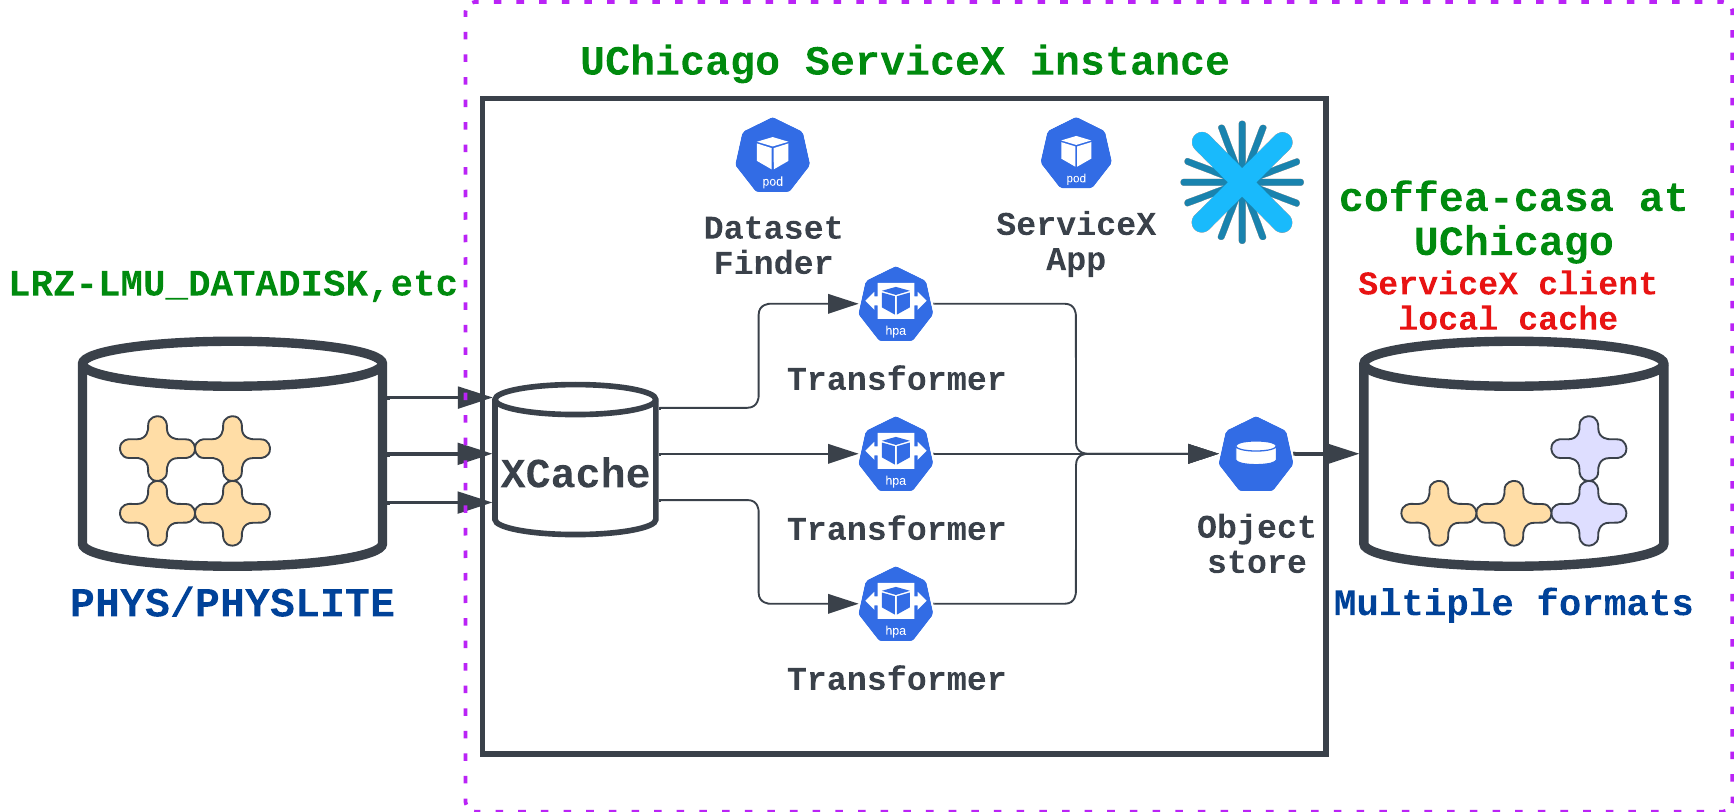 UChicago ServiceX instance
pod
pod
Dataset
Finder
ServiceX
App
coffea-casa at
UChicago
ServiceX client
local cache
LRZ-LMU_DATADISK,etc
hpa
Transformer
XCache
hpa
Transformer
Object
store
PHYS/PHYSLITE
Multiple formats
hpa
Transformer